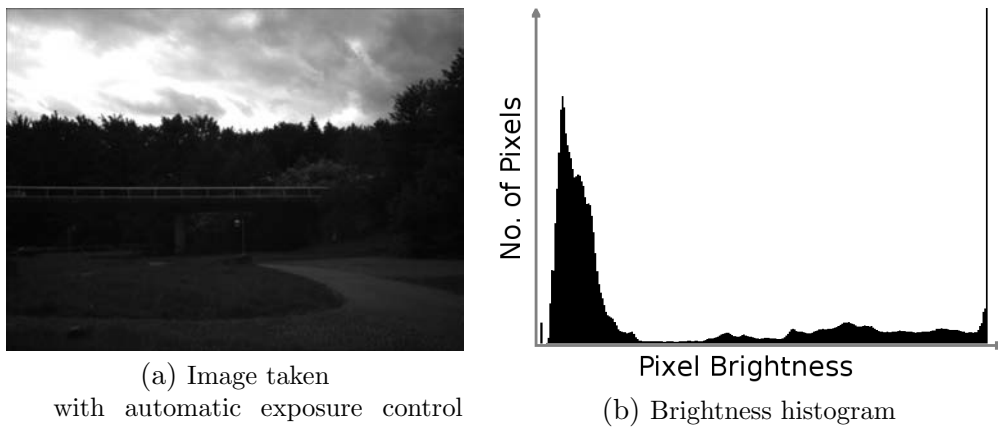 No. of Pixels
Pixel Brightness
(a) Image taken
with automatic exposure control
(b) Brightness histogram